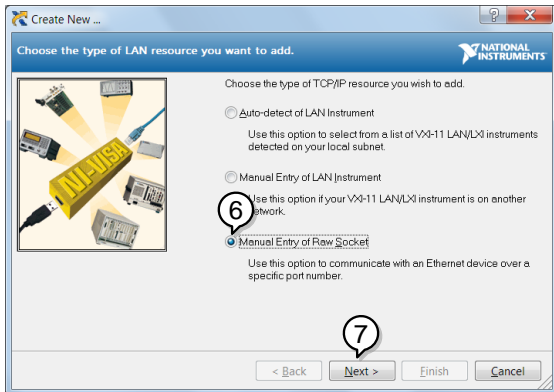 Create New ...
Choose the type of LAN resource you want to add.
NATIONAL
INSTRUMENTS
Choose the type of TCP/IP resource you wish to add.
Auto-detect of LAN Instrument
Use this option to select from a list of VXI-11 LAN/LXI instruments
detected on your local subnet.
Manual Entry of LAN Instrument
Use this option if your VXI-11 LAN/LXI instrument is on another
network.
6
Manual Entry of Raw Socket
Use this option to communicate with an Ethernet device over a
specific port number.
NI-VISA
7
< Back
Next >
Finish
Cancel